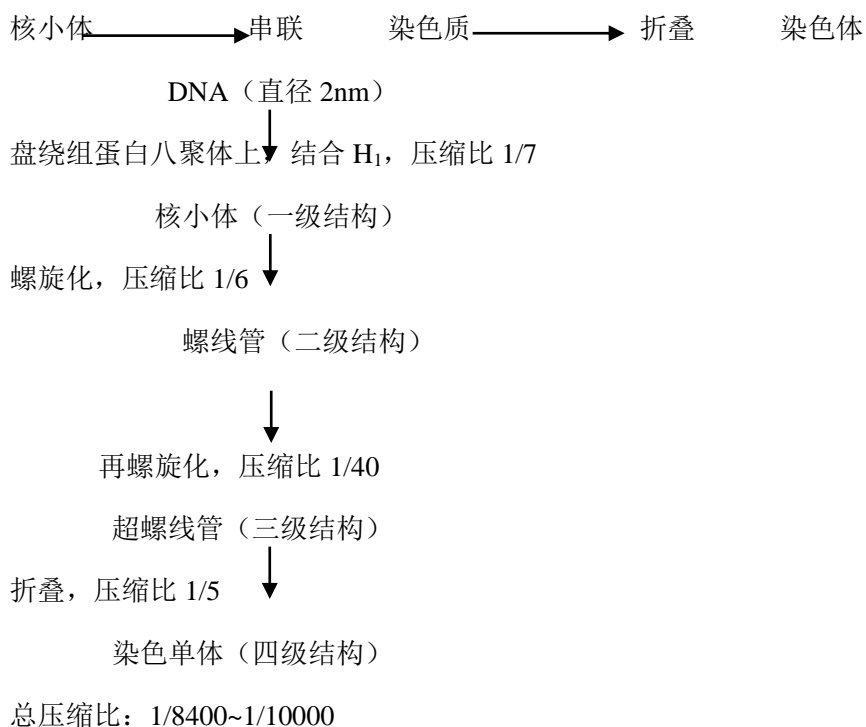 核小体 串联 染色质 折叠 染色体
DNA（直径 2nm）
盘绕组蛋白八聚体上，结合 H₁，压缩比 1/7
核小体（一级结构）
螺旋化，压缩比 1/6
螺线管（二级结构）
再螺旋化，压缩比 1/40
超螺线管（三级结构）
折叠，压缩比 1/5
染色单体（四级结构）
总压缩比：1/8400~1/10000